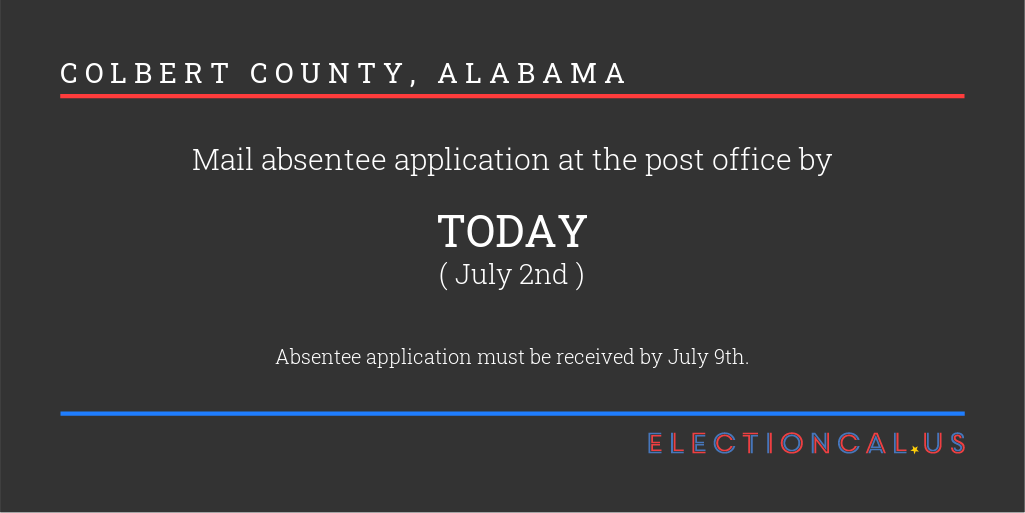 COLBERT COUNTY, ALABAMA
Mail absentee application at the post office by
TODAY
( July 2nd )
Absentee application must be received by July 9th.
ELECTIONCAL.US